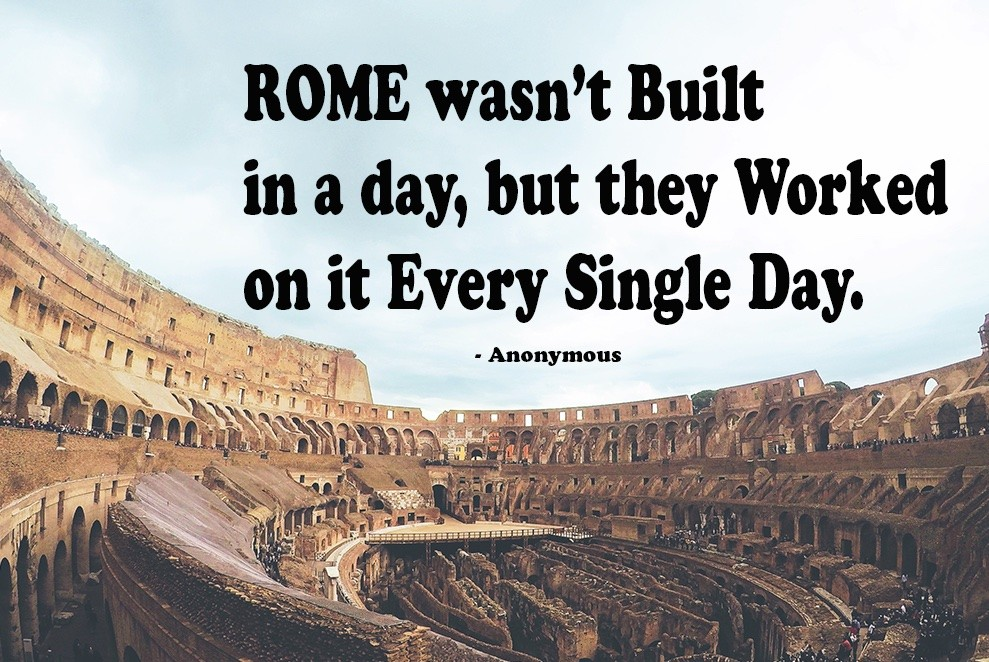 ROME wasn’t Built
in a day, but they Worked
on it Every Single Day.
- Anonymous